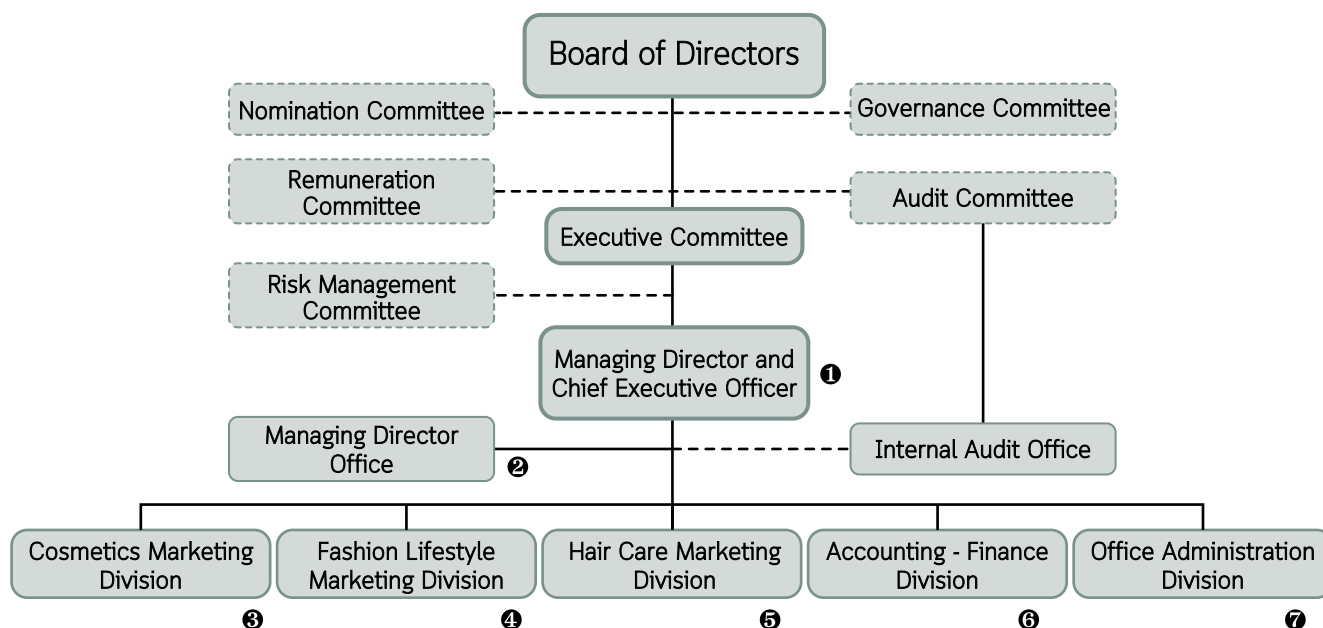 Board of Directors
Nomination Committee
Governance Committee
Remuneration
Committee
Audit Committee
Executive Committee
Risk Management
Committee
Managing Director and
Chief Executive Officer
❶
Managing Director
Office
❷
Internal Audit Office
Cosmetics Marketing
Division
❸
Fashion Lifestyle
Marketing Division
❹
Hair Care Marketing
Division
❺
Accounting - Finance
Division
❻
Office Administration
Division
❼